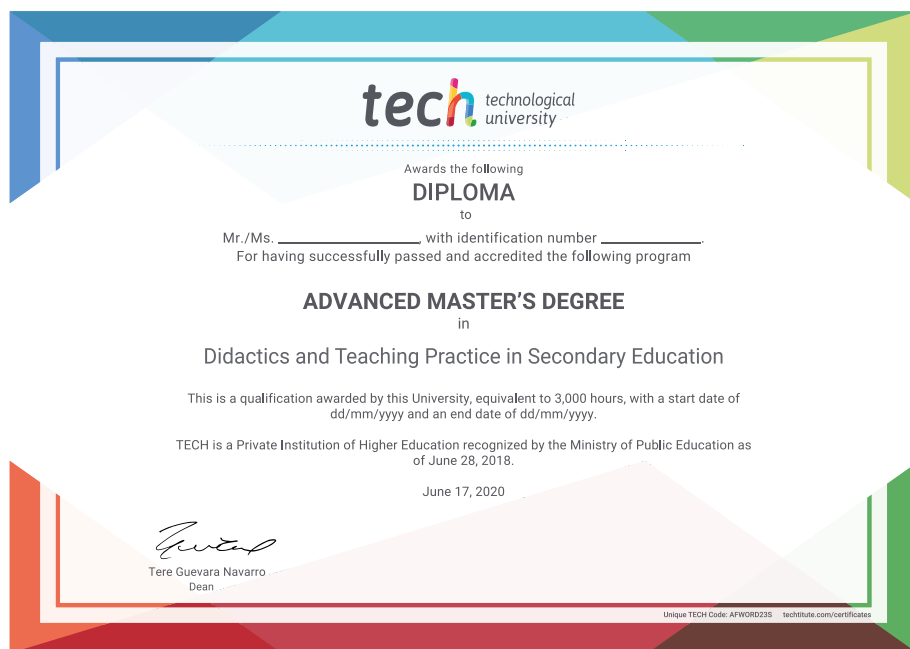 tech technological
university
Awards the following
DIPLOMA
to
Mr./Ms. ____________, with identification number ____________.
For having successfully passed and accredited the following program
ADVANCED MASTER'S DEGREE
in
Didactics and Teaching Practice in Secondary Education
This is a qualification awarded by this University, equivalent to 3,000 hours, with a start date of
dd/mm/yyyy and an end date of dd/mm/yyyy.
TECH is a Private Institution of Higher Education recognized by the Ministry of Public Education as
of June 28, 2018.
June 17, 2020
Tere Guevara Navarro
Dean
Unique TECH Code: AFWORD23S techtitute.com/certificates